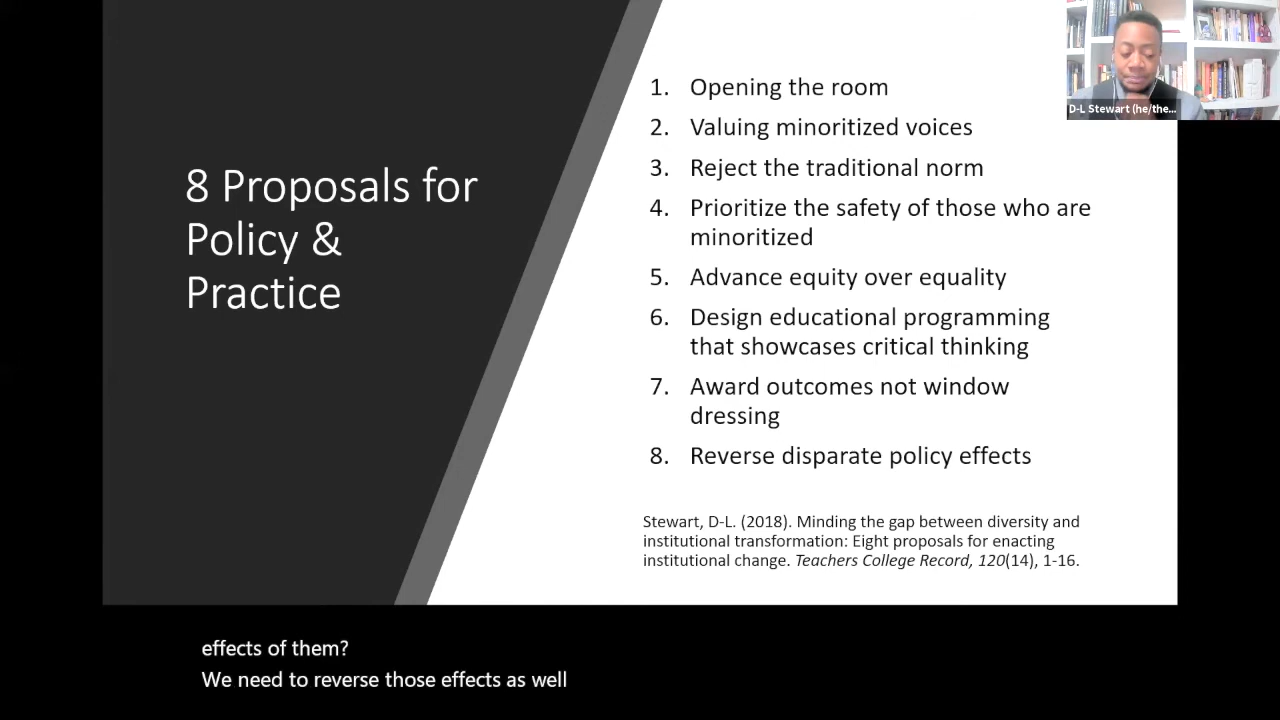 8 Proposals for
Policy &
Practice
1. Opening the room
2. Valuing minoritized voices
3. Reject the traditional norm
4. Prioritize the safety of those who are
minoritized
5. Advance equity over equality
6. Design educational programming
that showcases critical thinking
7. Award outcomes not window
dressing
8. Reverse disparate policy effects
Stewart, D-L. (2018). Minding the gap between diversity and
institutional transformation: Eight proposals for enacting
institutional change. Teachers College Record, 120(14), 1-16.
D-L Stewart (he/the...
effects of them?
We need to reverse those effects as well